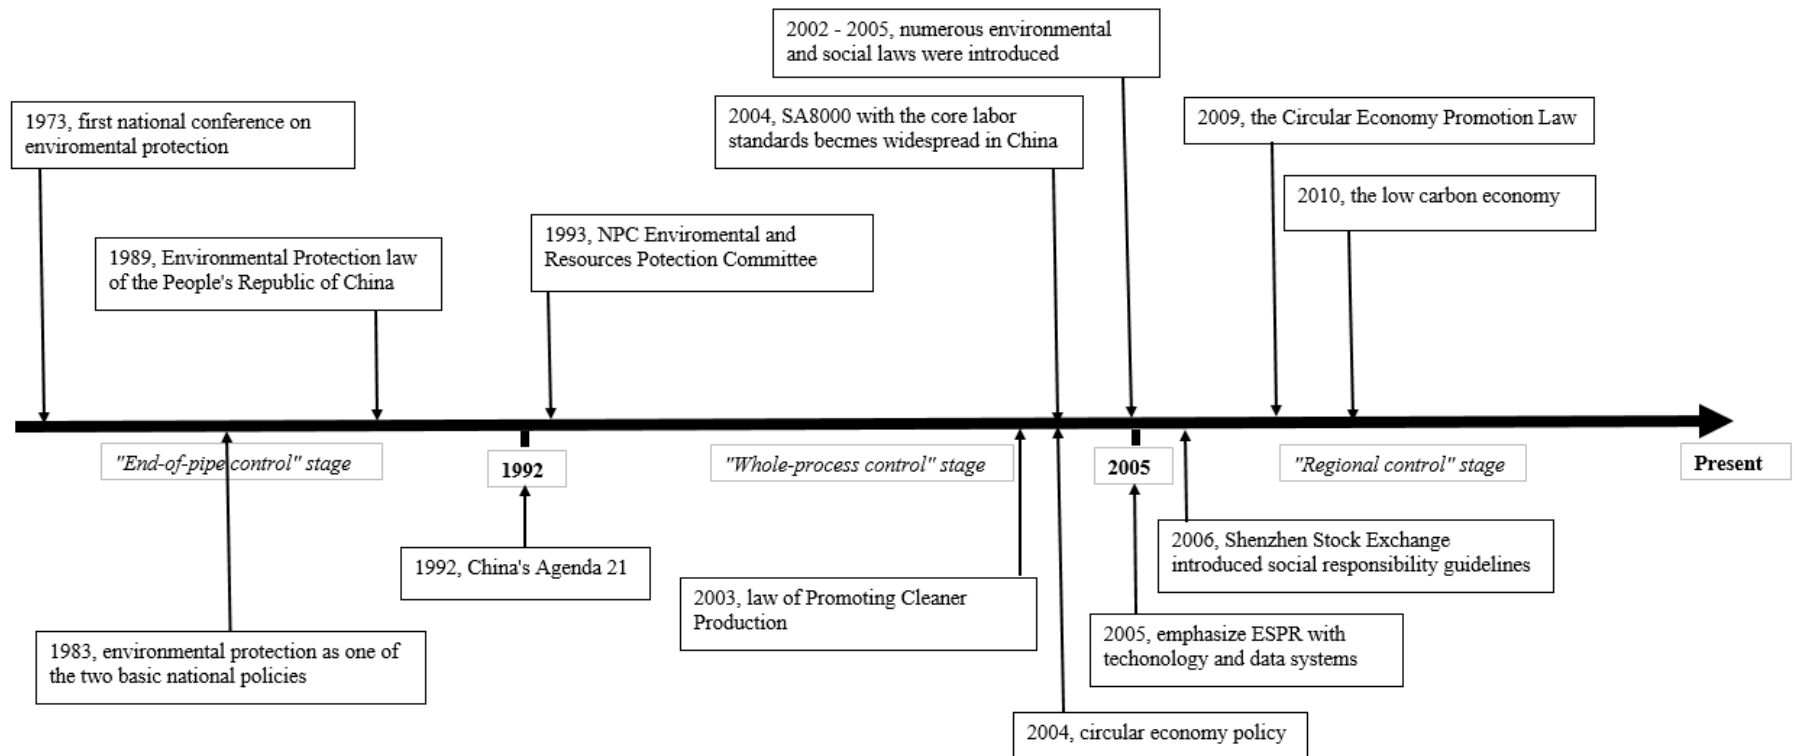 2002 - 2005, numerous environmental
and social laws were introduced
1973, first national conference on
enviromental protection
2004, SA8000 with the core labor
standards becmes widespread in China
2009, the Circular Economy Promotion Law
2010, the low carbon economy
1989, Environmental Protection law
of the People's Republic of China
1993, NPC Enviromental and
Resources Potection Committee
"End-of-pipe control" stage
1992
"Whole-process control" stage
2005
"Regional control" stage
Present
1992, China's Agenda 21
2006, Shenzhen Stock Exchange
introduced social responsibility guidelines
2003, law of Promoting Cleaner
Production
1983, environmental protection as one of
the two basic national policies
2005, emphasize ESPR with
techonology and data systems
2004, circular economy policy